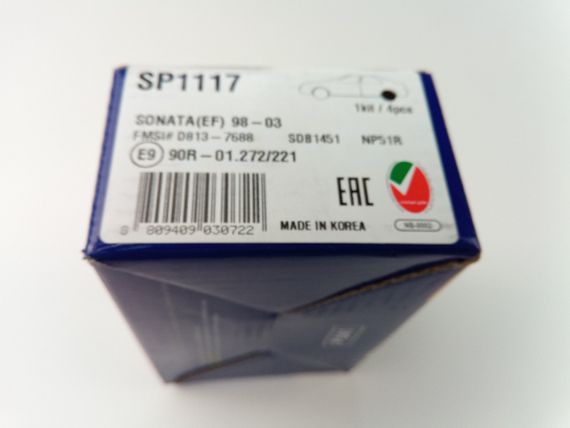 SP1117
1kit / 4pcs
SONATA(EF) 98-03
FMSI# D813-7688 SDB1451 NP51R
E9 90R-01.272/221
EAC
8 809409 030722
MADE IN KOREA